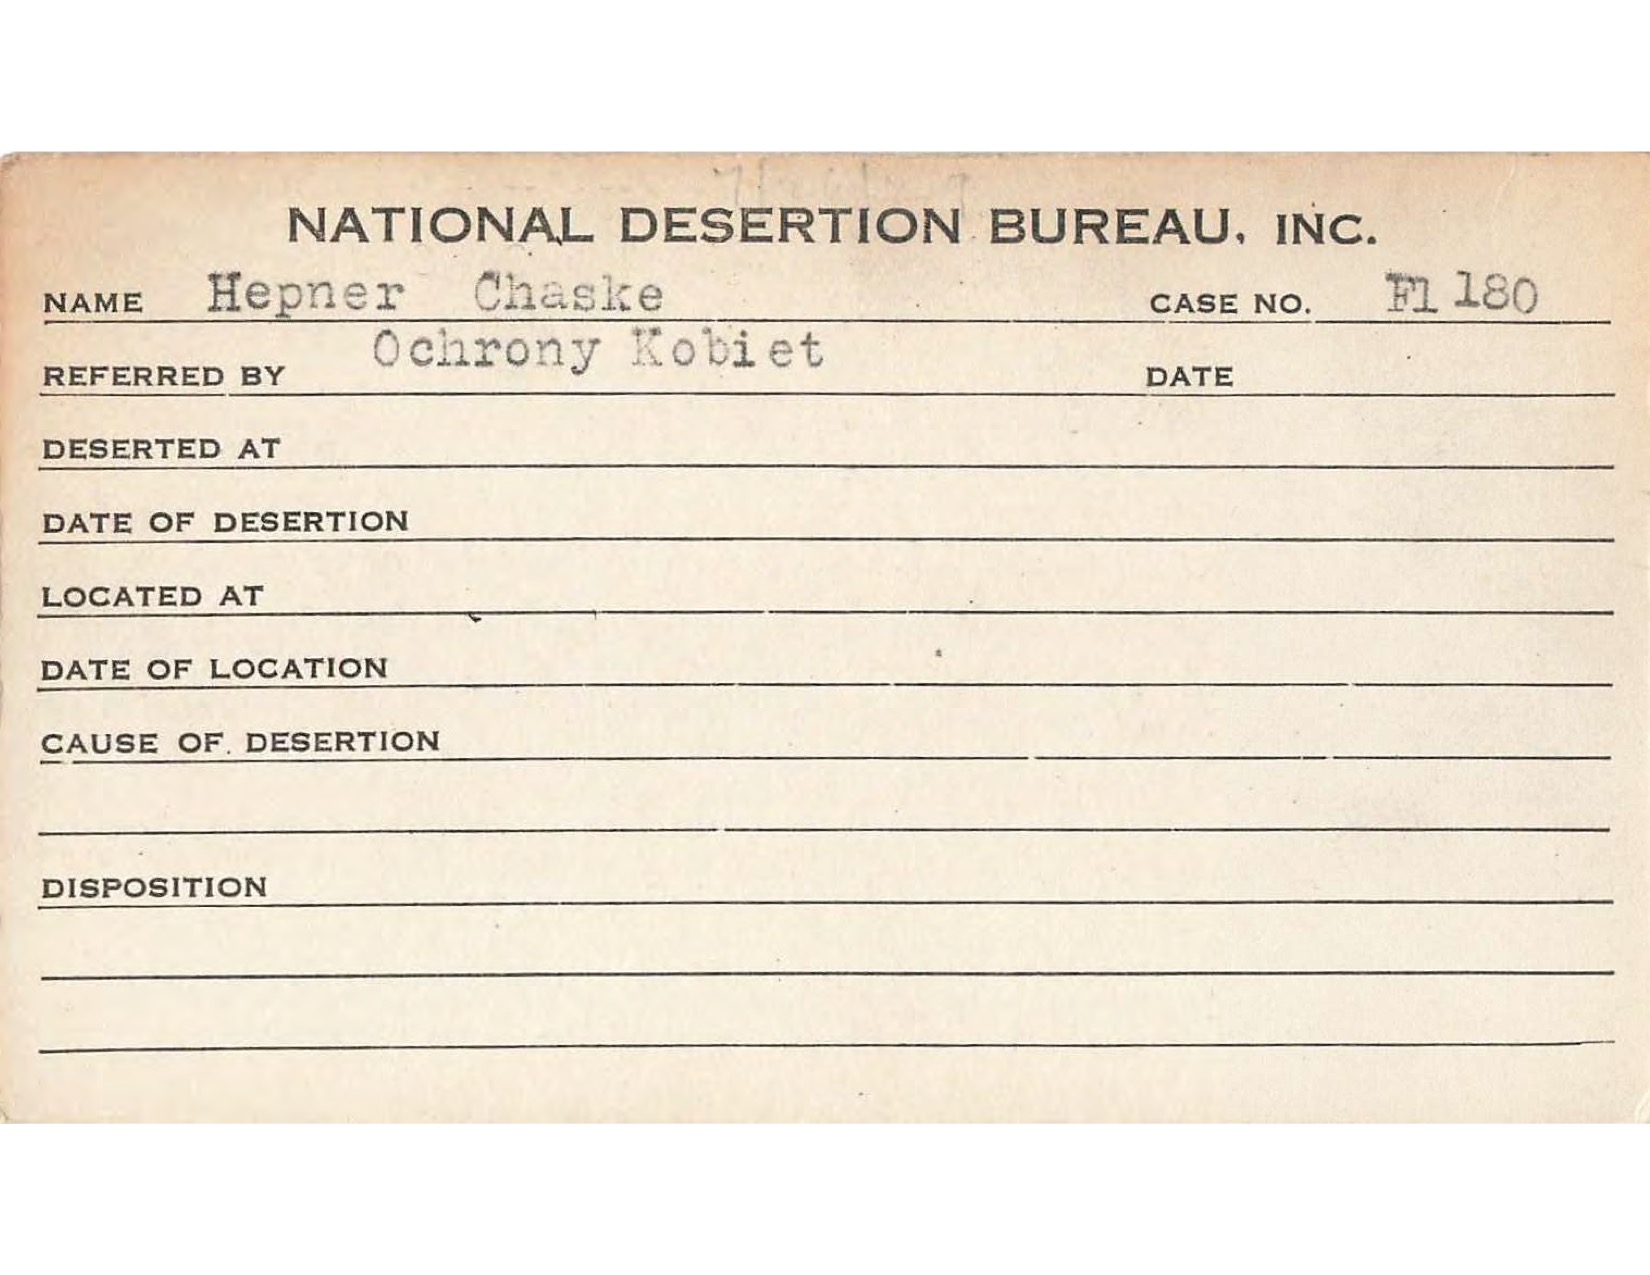 NATIONAL DESERTION BUREAU, INC.
NAME Hepner Chaske CASE NO. Fl 180
REFERRED BY Ochrony Kobiet DATE
DESERTED AT
DATE OF DESERTION
LOCATED AT
DATE OF LOCATION
CAUSE OF DESERTION
DISPOSITION